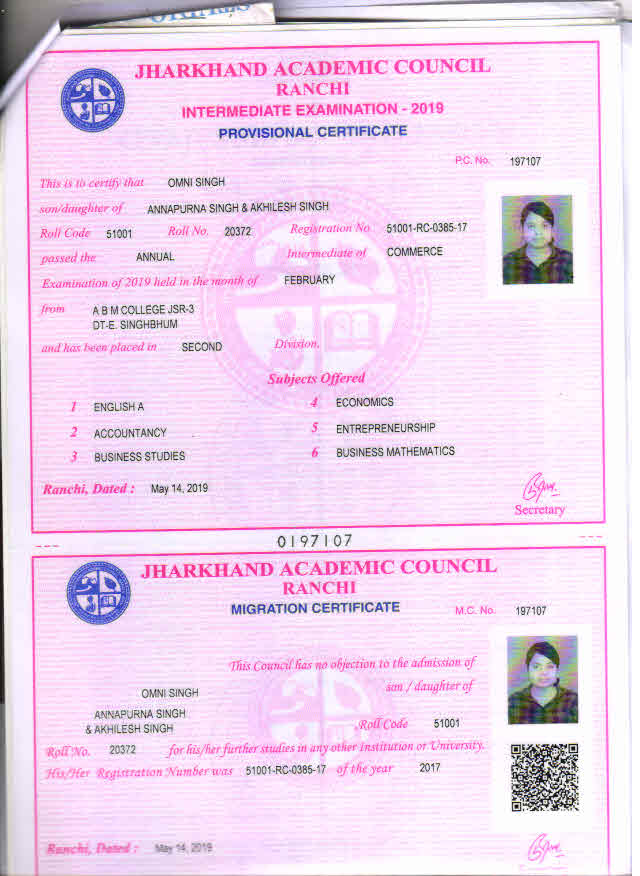 JHARKHAND ACADEMIC COUNCIL
RANCHI
INTERMEDIATE EXAMINATION - 2019
PROVISIONAL CERTIFICATE
P.C. No. 197107
This is to certify that OMNI SINGH
son/daughter of ANNAPURNA SINGH & AKHILESH SINGH
Roll Code 51001 Roll No. 20372 Registration No 51001-RC-0385-17
passed the ANNUAL Intermediate of COMMERCE
Examination of 2019 held in the month of FEBRUARY
from A B M COLLEGE JSR-3
DT-E. SINGHBHUM
and has been placed in SECOND Division.
Subjects Offered
1 ENGLISH A 4 ECONOMICS
2 ACCOUNTANCY 5 ENTREPRENEURSHIP
3 BUSINESS STUDIES 6 BUSINESS MATHEMATICS
Ranchi, Dated : May 14, 2019
Secretary
0197107
JHARKHAND ACADEMIC COUNCIL
RANCHI
MIGRATION CERTIFICATE
M.C. No. 197107
This Council has no objection to the admission of
OMNI SINGH son / daughter of
ANNAPURNA SINGH
& AKHILESH SINGH Roll Code 51001
Roll No. 20372 for his/her further studies in any other Institution or University.
His/Her Registration Number was 51001-RC-0385-17 of the year 2017
Ranchi, Dated : May 14, 2019